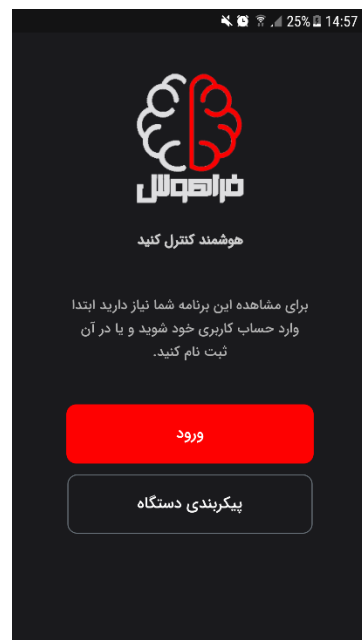 25% 14:57
فراهوش
هوشمند کنترل کنید
برای مشاهده این برنامه شما نیاز دارید ابتدا
وارد حساب کاربری خود شوید و یا در آن
ثبت نام کنید.
ورود
پیکربندی دستگاه